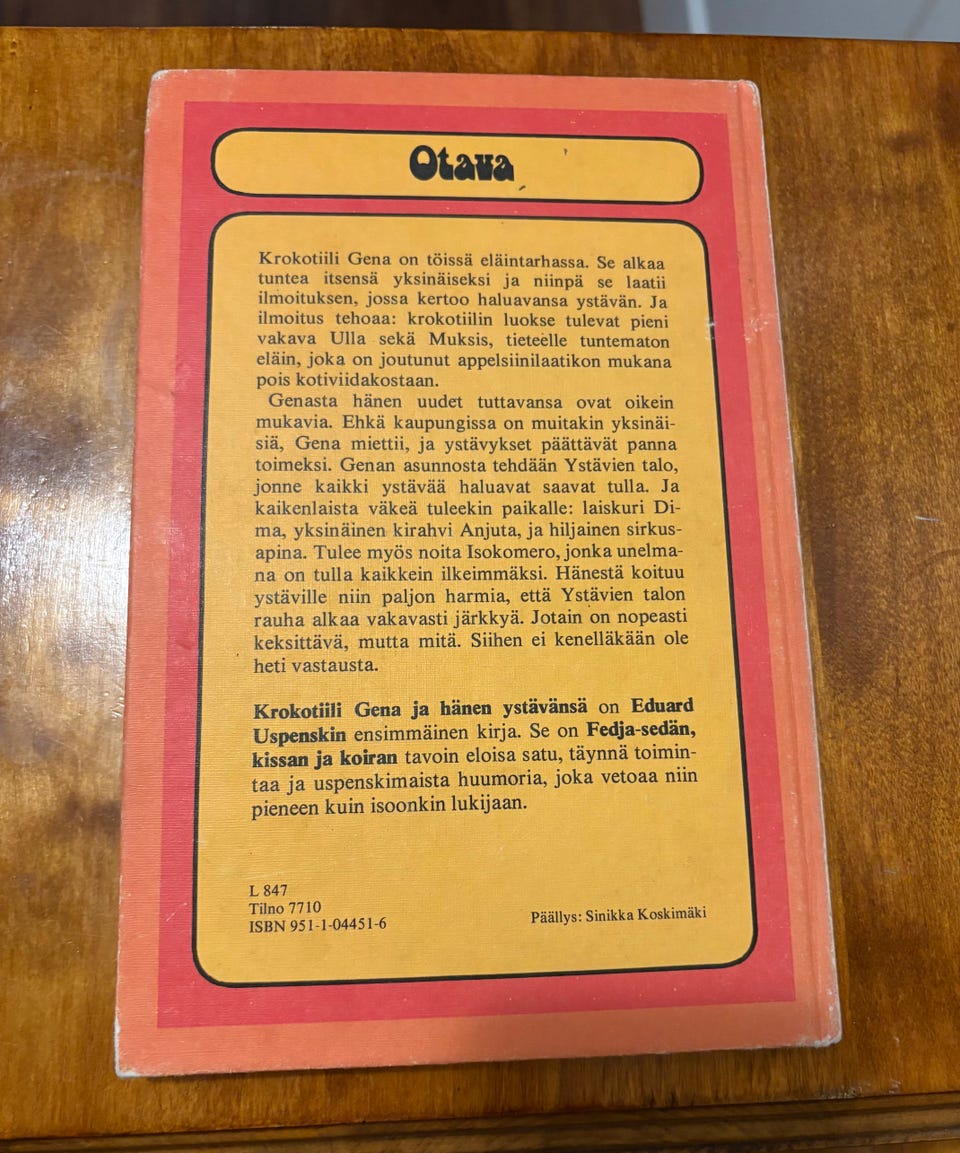 Otava
Krokotiili Gena on töissä eläintarhassa. Se alkaa
tuntea itsensä yksinäiseksi ja niinpä se laatii
ilmoituksen, jossa kertoo haluavansa ystävän. Ja
ilmoitus tehoaa: krokotiilin luokse tulevat pieni
vakava Ulla sekä Muksis, tieteelle tuntematon
eläin, joka on joutunut appelsiinilaatikon mukana
pois kotiviidakostaan.
Genasta hänen uudet tuttavansa ovat oikein
mukavia. Ehkä kaupungissa on muitakin yksinäi-
siä, Gena miettii, ja ystävykset päättävät panna
toimeksi. Genan asunnosta tehdään Ystävien talo,
jonne kaikki ystävää haluavat saavat tulla. Ja
kaikenlaista väkeä tuleekin paikalle: laiskuri Di-
ma, yksinäinen kirahvi Anjuta, ja hiljainen sirkus-
apina. Tulee myös noita Isokomero, jonka unelma-
na on tulla kaikkein ilkeimmäksi. Hänestä koituu
ystäville niin paljon harmia, että Ystävien talon
rauha alkaa vakavasti järkkyä. Jotain on nopeasti
keksittävä, mutta mitä. Siihen ei kenelläkään ole
heti vastausta.
Krokotiili Gena ja hänen ystävänsä on Eduard
Uspenskin ensimmäinen kirja. Se on Fedja-sedän,
kissan ja koiran tavoin eloisa satu, täynnä toimin-
taa ja uspenskimaista huumoria, joka vetoaa niin
pieneen kuin isoonkin lukijaan.
L 847
Tilno 7710
ISBN 951-1-04451-6
Päällys: Sinikka Koskimäki